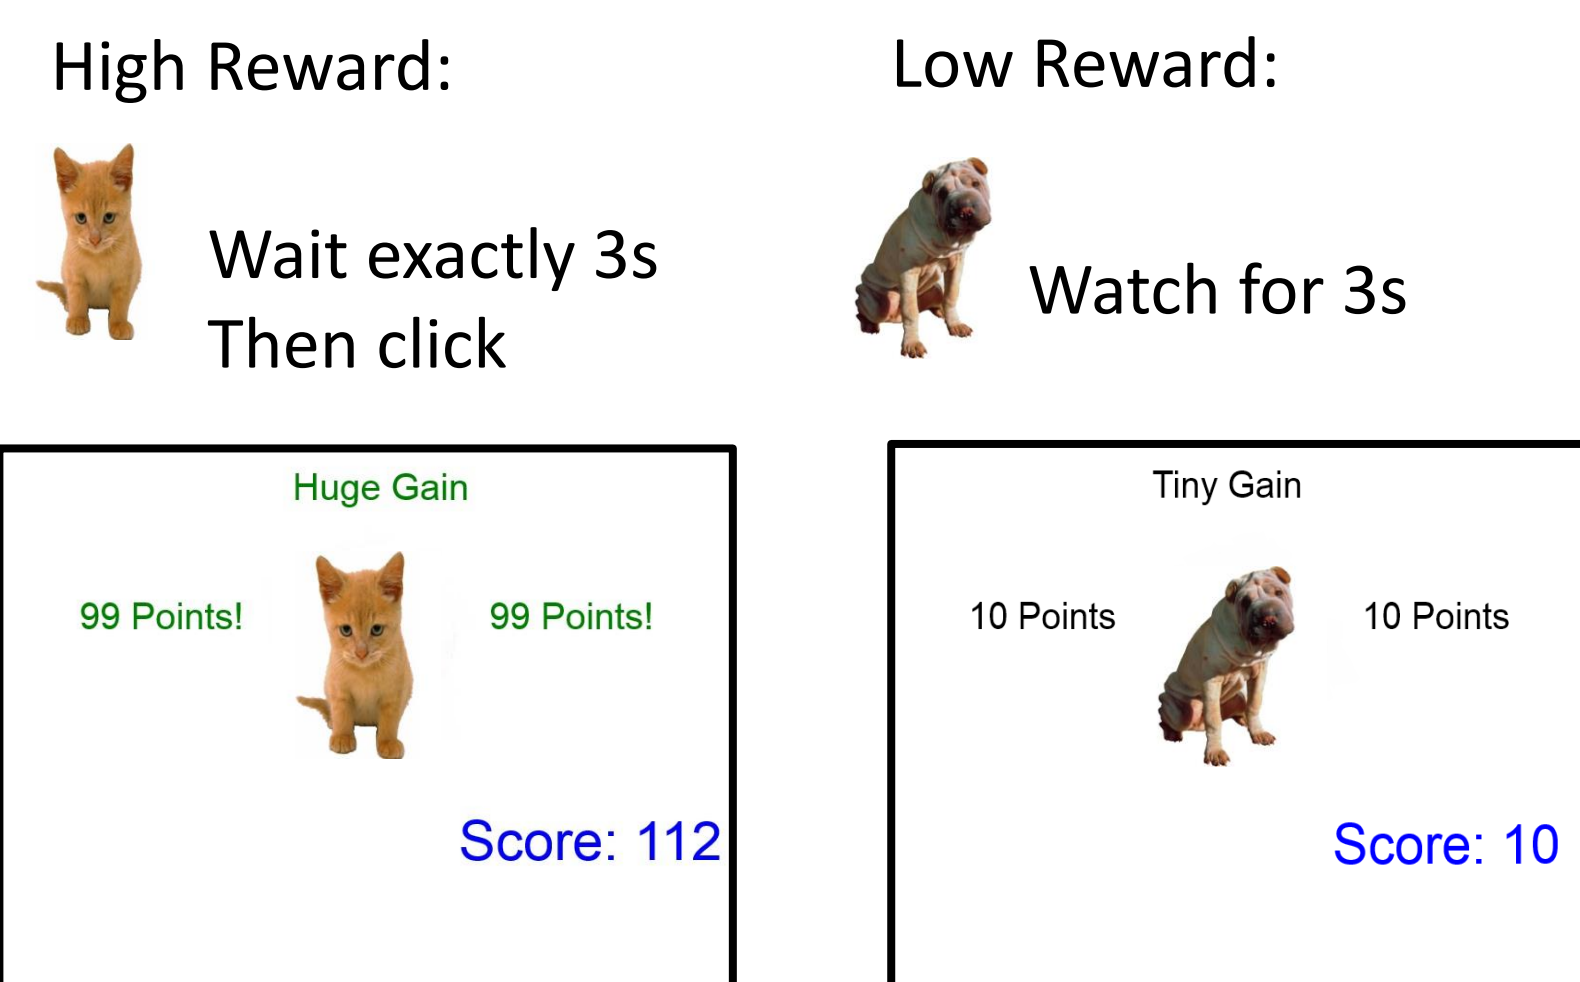 High Reward:
Wait exactly 3s
Then click
Huge Gain
99 Points! 99 Points!
Score: 112
Low Reward:
Watch for 3s
Tiny Gain
10 Points 10 Points
Score: 10